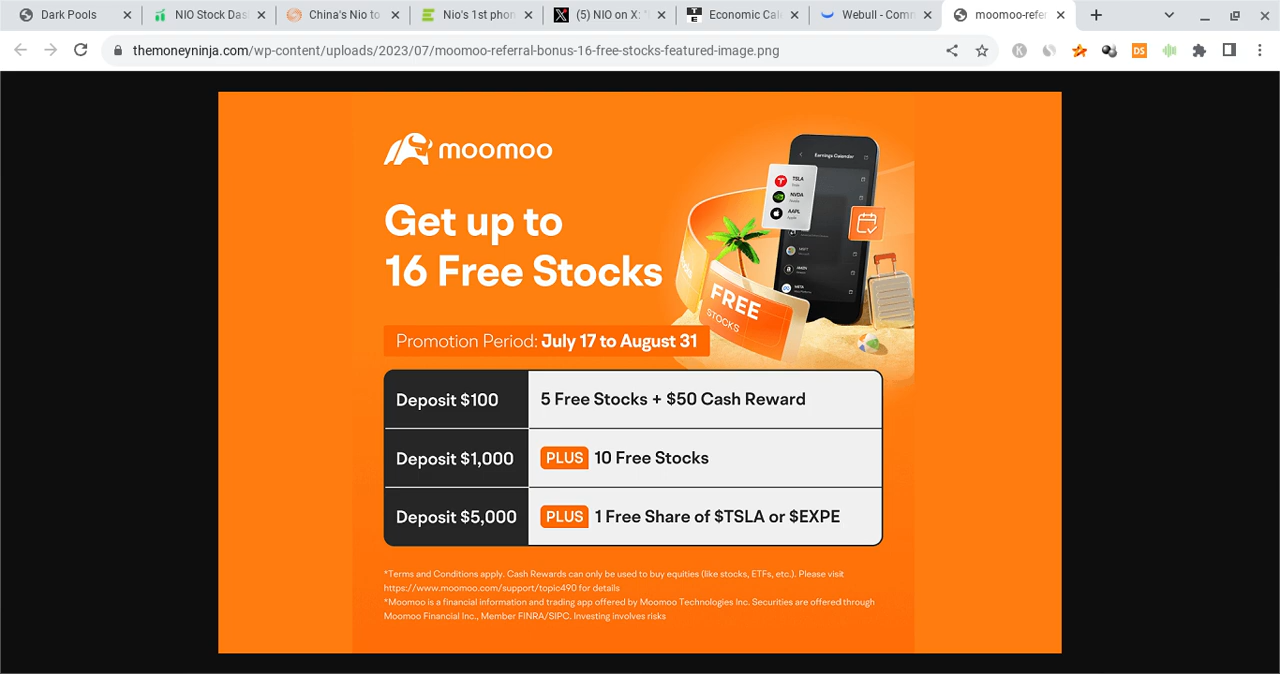 Dark Pools
NIO Stock Das
China's Nio to
Nio's 1st phon
(5) NIO on X: "
Economic Cal
Webull - Comm
moomoo-refer
themoneyninja.com/wp-content/uploads/2023/07/moomoo-referral-bonus-16-free-stocks-featured-image.png
DS
moomoo
Get up to
16 Free Stocks
Earnings Calendar
TSLA
NVDA
AAPL
Apple
AMZN
META
FREE
STOCKS
Promotion Period: July 17 to August 31
Deposit $100
5 Free Stocks + $50 Cash Reward
Deposit $1,000
PLUS 10 Free Stocks
Deposit $5,000
PLUS 1 Free Share of $TSLA or $EXPE
*Terms and Conditions apply. Cash Rewards can only be used to buy equities (like stocks, ETFs, etc.). Please visit
https://www.moomoo.com/support/topic490 for details
*Moomoo is a financial information and trading app offered by Moomoo Technologies Inc. Securities are offered through
Moomoo Financial Inc., Member FINRA/SIPC. Investing involves risks